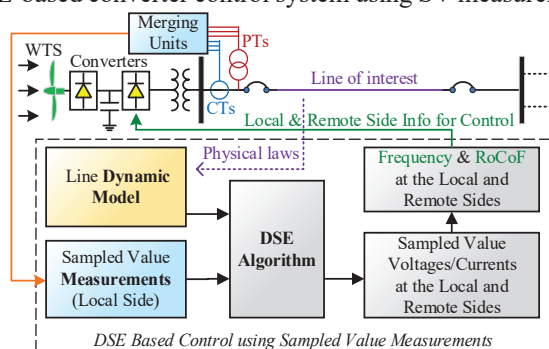 E-based converter control system using SV measurem
Merging
Units
PTs
WTS
Converters
CTs
Line of interest
Local & Remote Side Info for Control
Physical laws
Line Dynamic
Model
Frequency & RoCoF
at the Local and
Remote Sides
DSE
Algorithm
Sampled Value
Measurements
(Local Side)
Sampled Value
Voltages/Currents
at the Local and
Remote Sides
DSE Based Control using Sampled Value Measurements